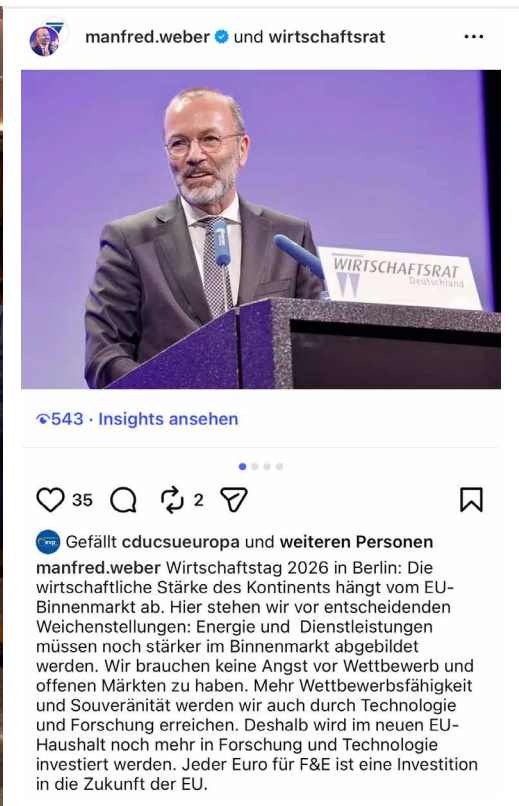 manfred.weber und wirtschaftsrat
WIRTSCHAFTSRAT
Deutschland
543 · Insights ansehen
35 2
evp
Gefällt cducsueuropa und weiteren Personen
manfred.weber Wirtschaftstag 2026 in Berlin: Die
wirtschaftliche Stärke des Kontinents hängt vom EU-
Binnenmarkt ab. Hier stehen wir vor entscheidenden
Weichenstellungen: Energie und  Dienstleistungen
müssen noch stärker im Binnenmarkt abgebildet
werden. Wir brauchen keine Angst vor Wettbewerb und
offenen Märkten zu haben. Mehr Wettbewerbsfähigkeit
und Souveränität werden wir auch durch Technologie
und Forschung erreichen. Deshalb wird im neuen EU-
Haushalt noch mehr in Forschung und Technologie
investiert werden. Jeder Euro für F&E ist eine Investition
in die Zukunft der EU.